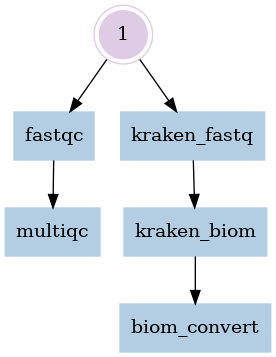 1
fastqc
kraken_fastq
multiqc
kraken_biom
biom_convert